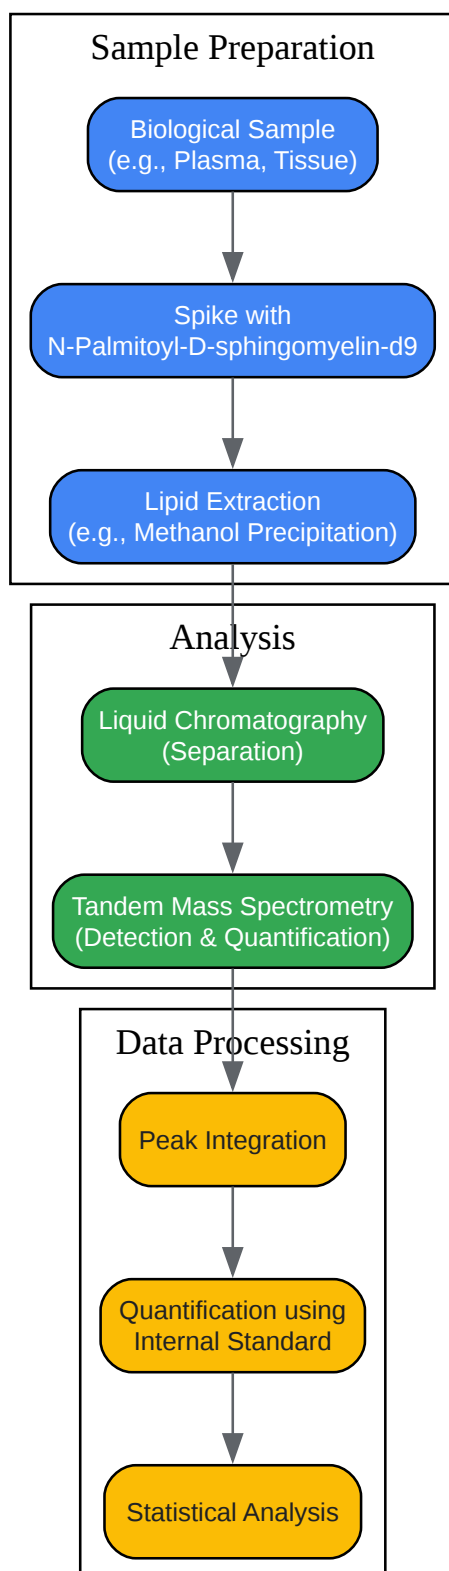 Sample Preparation
Biological Sample
(e.g., Plasma, Tissue)
Spike with
N-Palmitoyl-D-sphingomyelin-d9
Lipid Extraction
(e.g., Methanol Precipitation)
Analysis
Liquid Chromatography
(Separation)
Tandem Mass Spectrometry
(Detection & Quantification)
Data Processing
Peak Integration
Quantification using
Internal Standard
Statistical Analysis